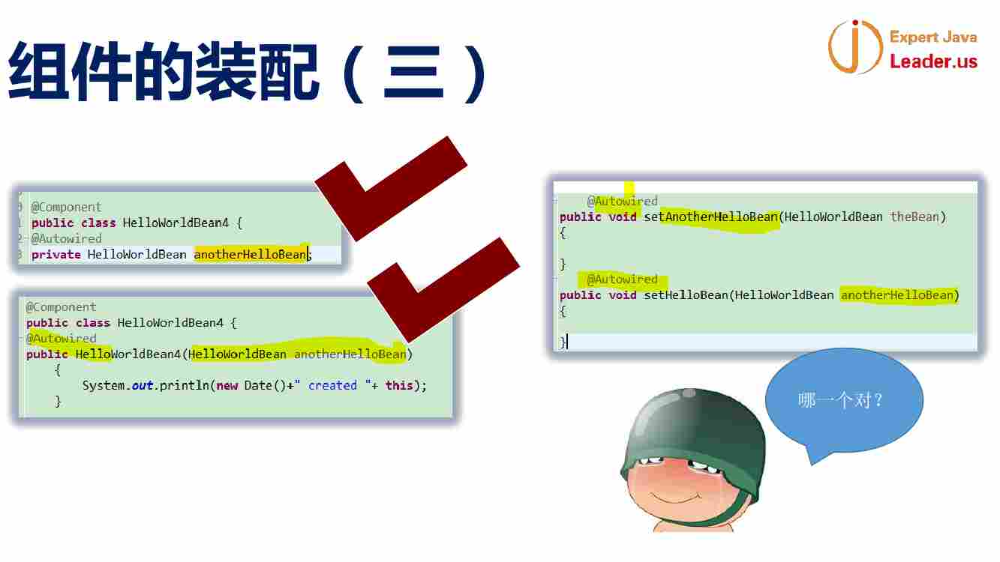 组件的装配（三）
Expert Java
Leader.us
@Component
public class HelloWorldBean4 {
@Autowired
private HelloWorldBean anotherHelloBean;
@Component
public class HelloWorldBean4 {
@Autowired
public HelloWorldBean4(HelloWorldBean anotherHelloBean)
{
System.out.println(new Date()+" created "+ this);
}
@Autowired
public void setAnotherHelloBean(HelloWorldBean theBean)
{
}
@Autowired
public void setHelloBean(HelloWorldBean anotherHelloBean)
{
}
哪一个对？